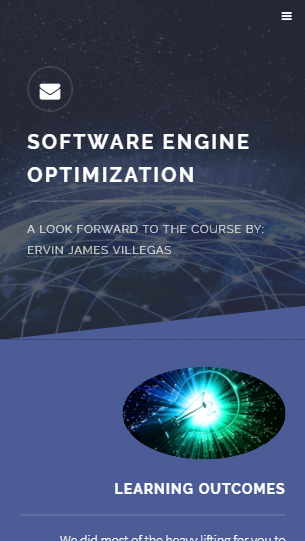 SOFTWARE ENGINE
OPTIMIZATION
A LOOK FORWARD TO THE COURSE BY:
ERVIN JAMES VILLEGAS
LEARNING OUTCOMES
We did most of the heavy lifting for you to